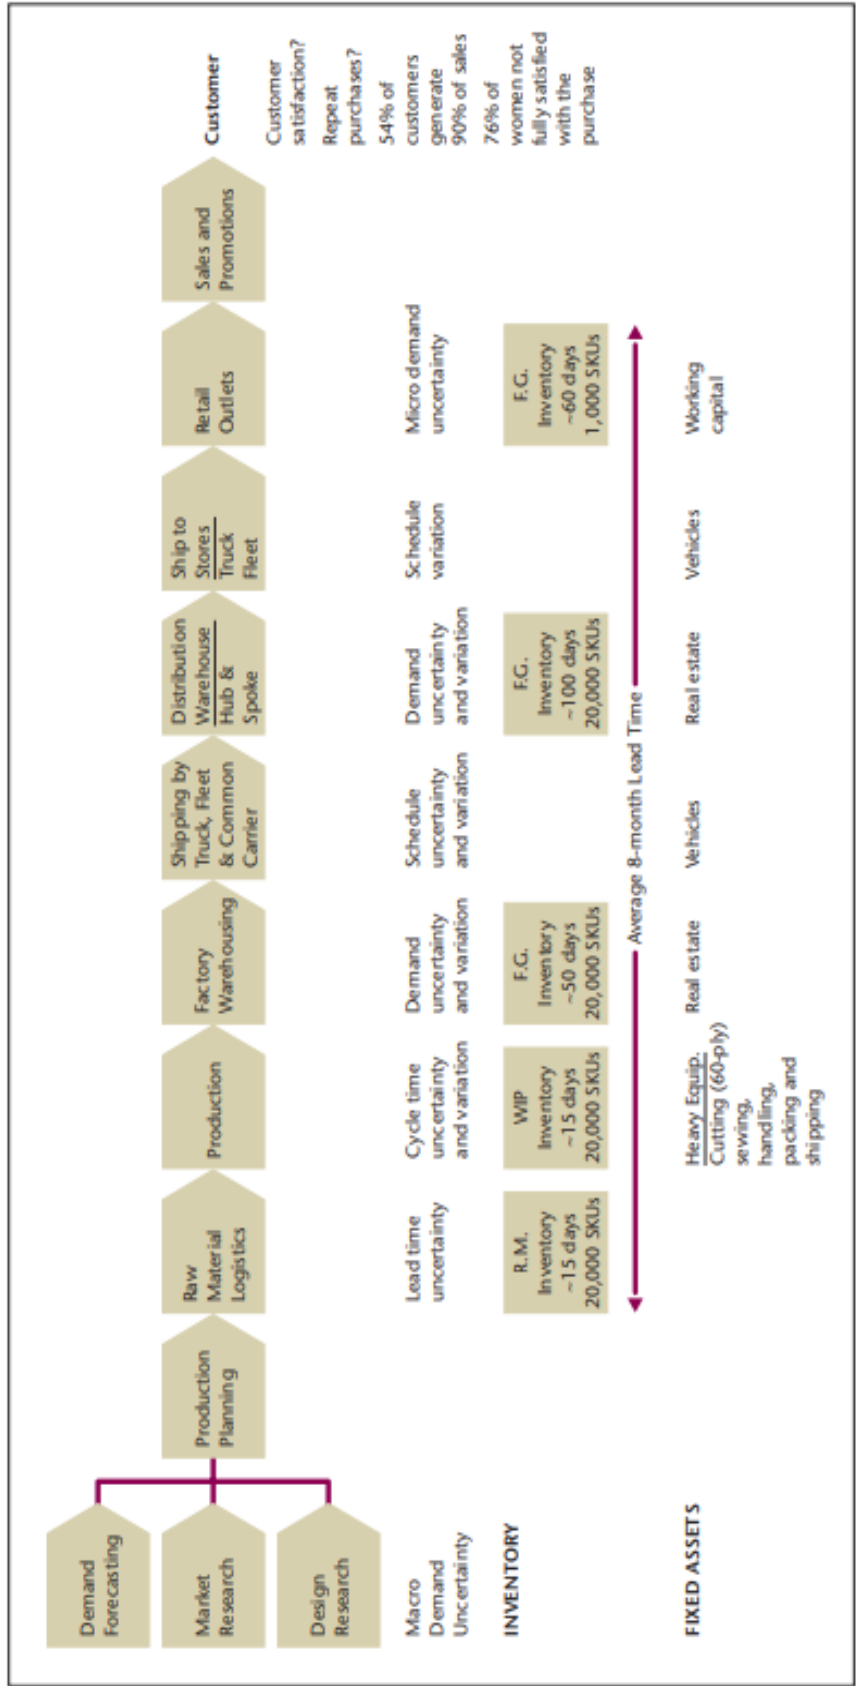 Demand
Forecasting
Market
Research
Design
Research
Production
Planning
Raw
Material
Logistics
Production
Factory
Warehousing
Shipping by
Truck, Fleet
& Common
Carrier
Distribution
Warehouse
Hub &
Spoke
Ship to
Stores
Truck
Fleet
Retail
Outlets
Sales and
Promotions
Customer
Customer
satisfaction?
Repeat
purchases?
54% of
customers
generate
90% of sales
76% of
women not
fully satisfied
with the
purchase
Macro
Demand
Uncertainty
Lead time
uncertainty
Cycle time
uncertainty
and variation
Demand
uncertainty
and variation
Schedule
uncertainty
and variation
Demand
uncertainty
and variation
Schedule
variation
Micro demand
uncertainty
INVENTORY
R.M.
Inventory
~15 days
20,000 SKUs
WIP
Inventory
~15 days
20,000 SKUs
F.G.
Inventory
~50 days
20,000 SKUs
F.G.
Inventory
~100 days
20,000 SKUs
F.G.
Inventory
~60 days
1,000 SKUs
Average 8-month Lead Time
FIXED ASSETS
Heavy Equip.
Cutting (60-ply)
sewing,
handling,
packing and
shipping
Real estate
Vehicles
Real estate
Vehicles
Working
capital